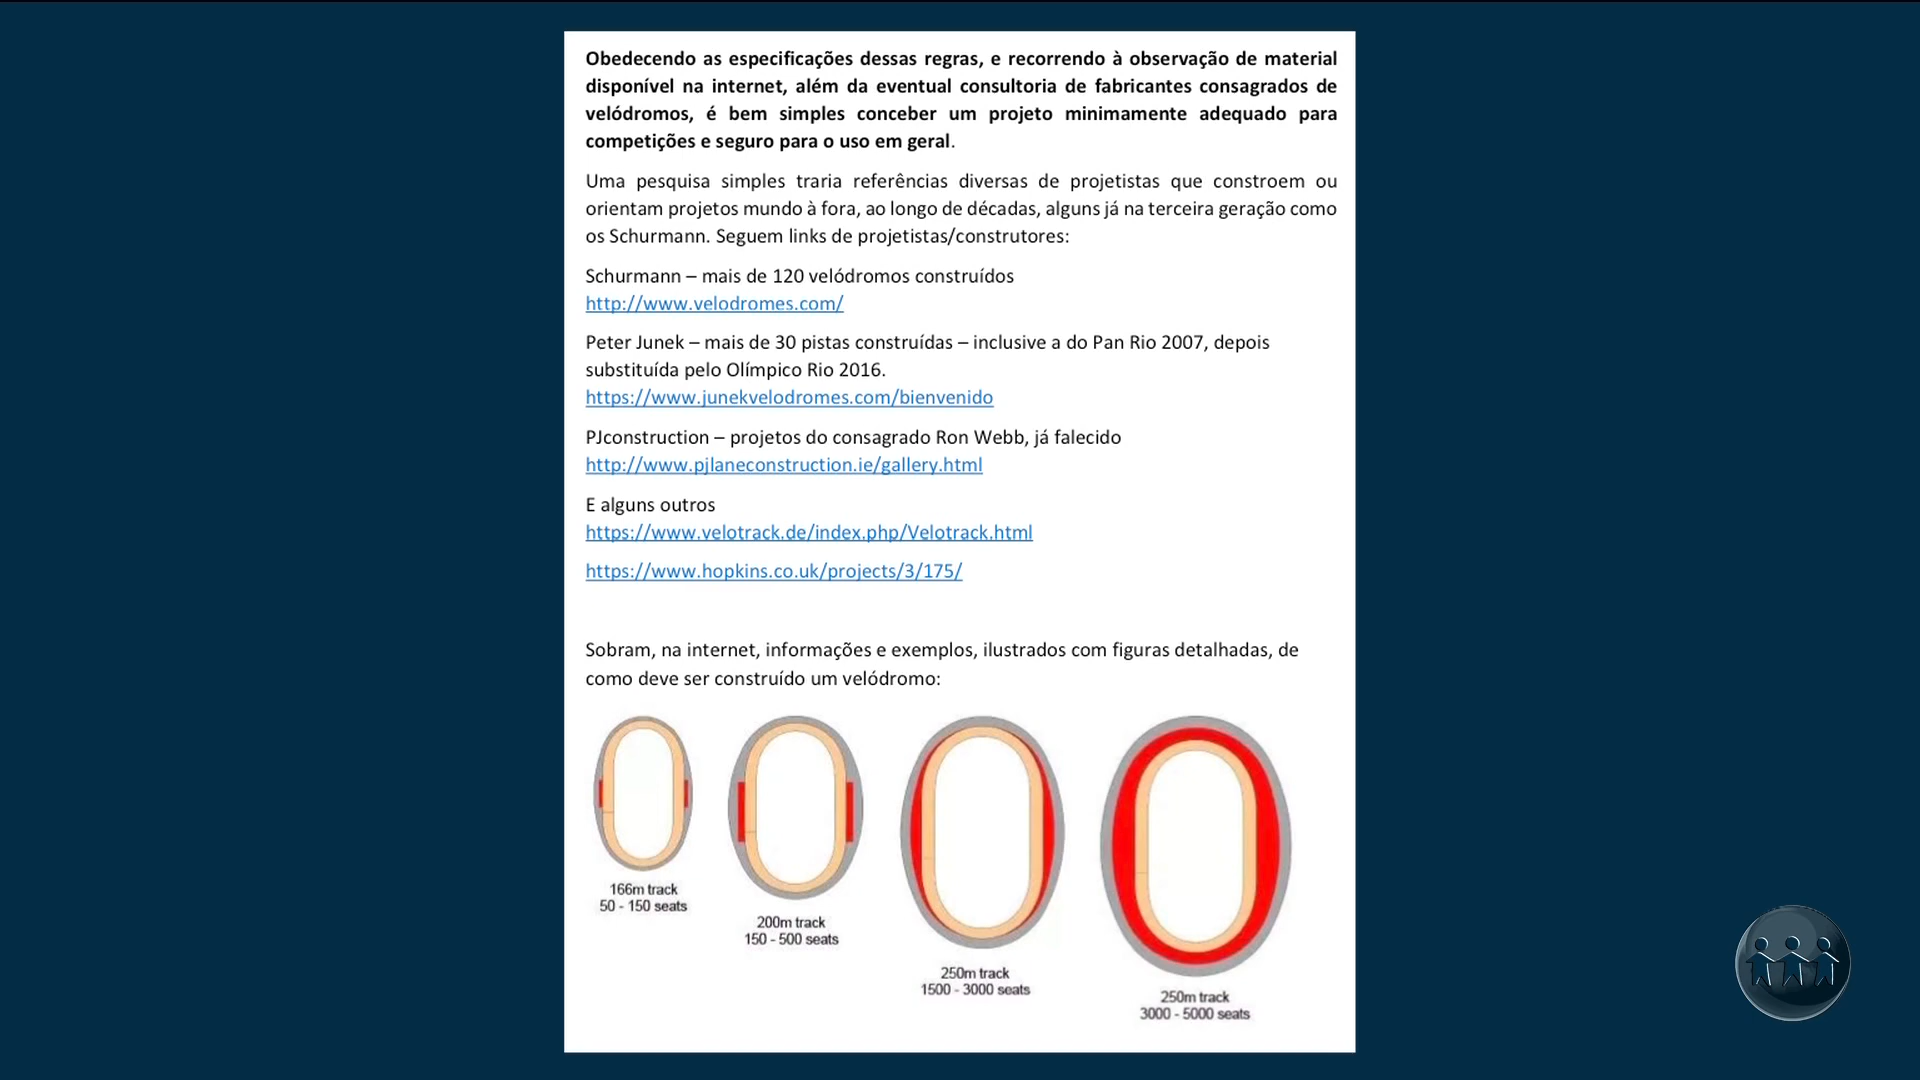 Obedecendo as especificações dessas regras, e recorrendo à observação de material
disponível na internet, além da eventual consultoria de fabricantes consagrados de
velódromos, é bem simples conceber um projeto minimamente adequado para
competições e seguro para o uso em geral.
Uma pesquisa simples traria referências diversas de projetistas que constroem ou
orientam projetos mundo à fora, ao longo de décadas, alguns já na terceira geração como
os Schurmann. Seguem links de projetistas/construtores:
Schurmann – mais de 120 velódromos construídos
http://www.velodromes.com/
Peter Junek – mais de 30 pistas construídas – inclusive a do Pan Rio 2007, depois
substituída pelo Olímpico Rio 2016.
https://www.junekvelodromes.com/bienvenido
PJconstruction – projetos do consagrado Ron Webb, já falecido
http://www.pjlaneconstruction.ie/gallery.html
E alguns outros
https://www.velotrack.de/index.php/Velotrack.html
https://www.hopkins.co.uk/projects/3/175/
Sobram, na internet, informações e exemplos, ilustrados com figuras detalhadas, de
como deve ser construído um velódromo:
166m track
50 - 150 seats
200m track
150 - 500 seats
250m track
1500 - 3000 seats
250m track
3000 - 5000 seats